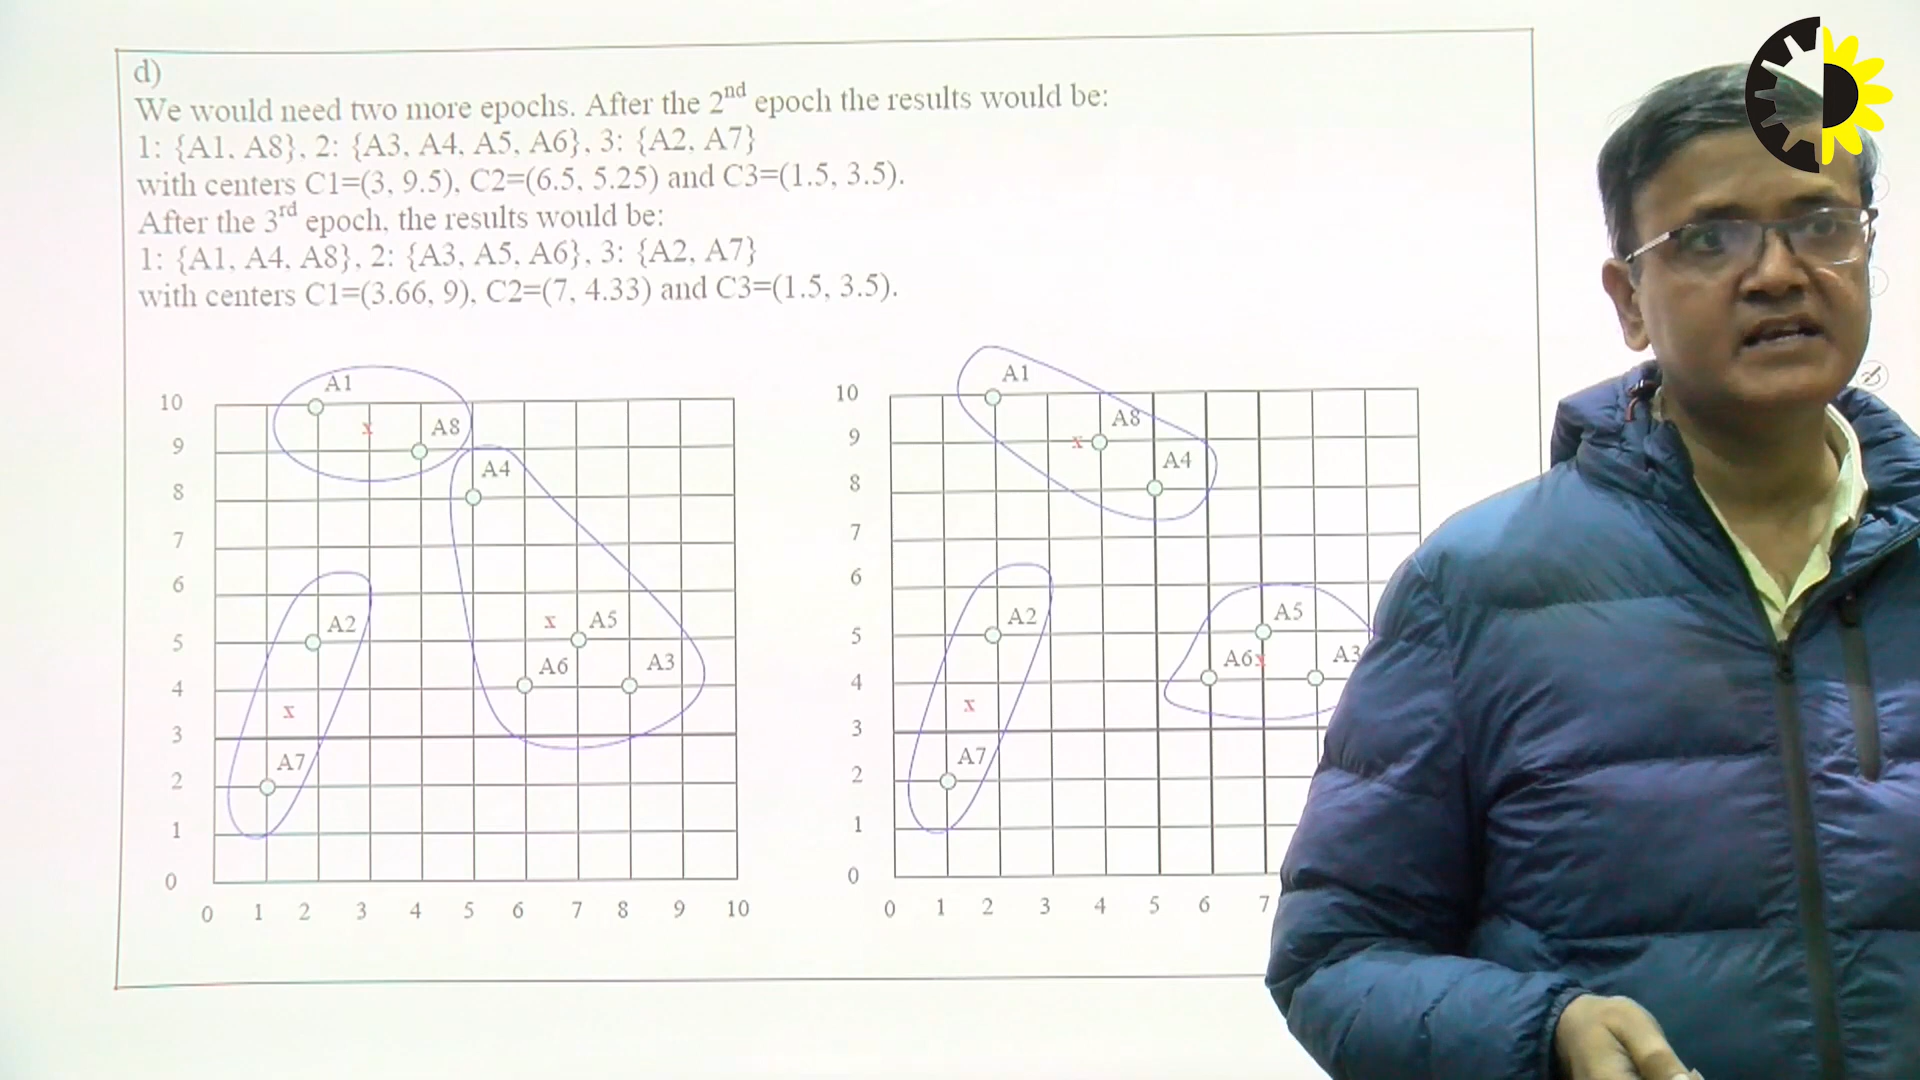 d)
We would need two more epochs. After the 2nd epoch the results would be:
1: {A1, A8}, 2: {A3, A4, A5, A6}, 3: {A2, A7}
with centers C1=(3, 9.5), C2=(6.5, 5.25) and C3=(1.5, 3.5).
After the 3rd epoch, the results would be:
1: {A1, A4, A8}, 2: {A3, A5, A6}, 3: {A2, A7}
with centers C1=(3.66, 9), C2=(7, 4.33) and C3=(1.5, 3.5).
A1
10
x
A8
9
A4
8
7
6
A2
x
A5
5
A6
A3
4
x
3
A7
2
1
0
0 1 2 3 4 5 6 7 8 9 10
A1
10
A8
9
x
A4
8
7
6
A2
A5
5
A6
x
A3
4
x
3
A7
2
1
0
0 1 2 3 4 5 6 7